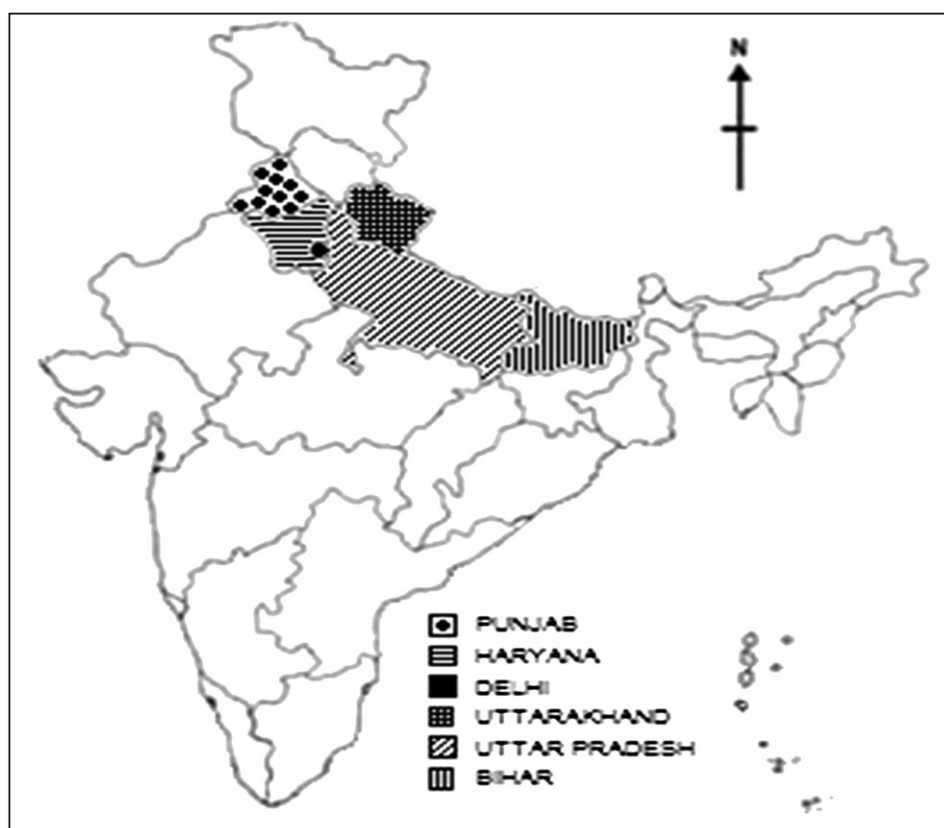 N
PUNJAB
HARYANA
DELHI
UTTARAKHAND
UTTAR PRADESH
BIHAR